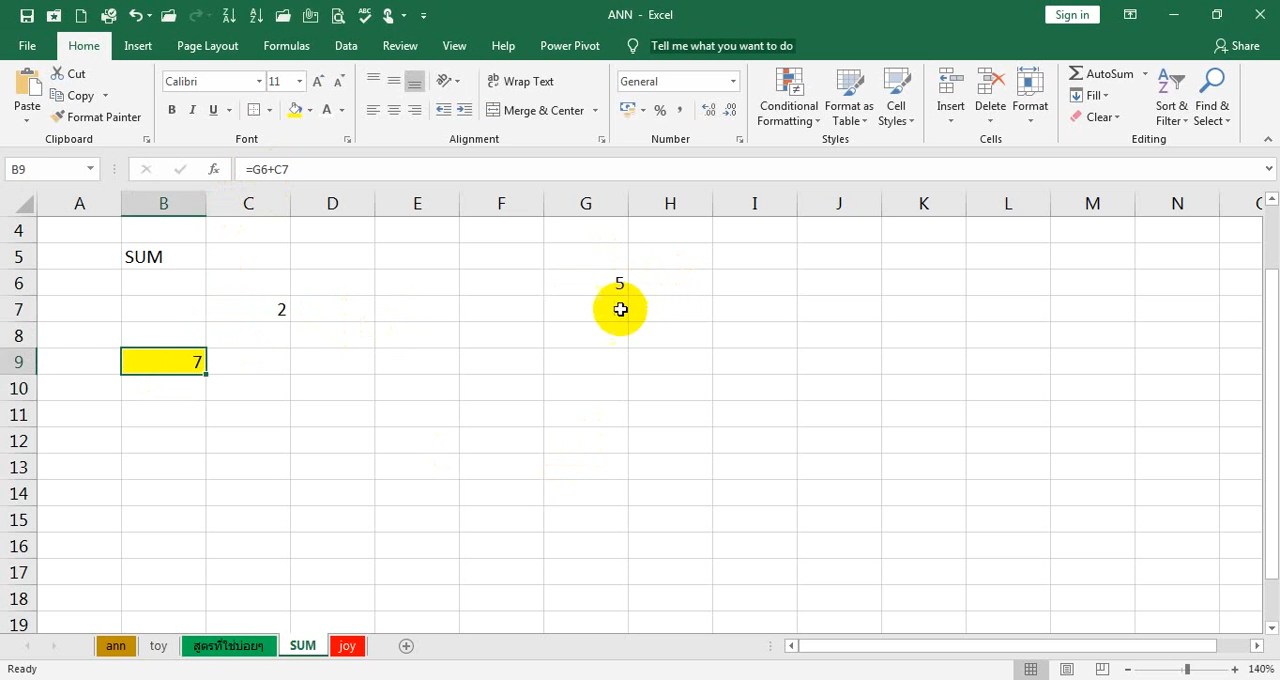 ANN - Excel
Sign in
File Home Insert Page Layout Formulas Data Review View Help Power Pivot Tell me what you want to do Share
Paste
Cut
Copy
Format Painter
Clipboard
Calibri 11
B I U A
Font
Wrap Text
Merge & Center
Alignment
General
%
Number
Conditional Formatting
Format as Table
Cell Styles
Styles
Insert
Delete
Format
Cells
AutoSum
Fill
Clear
Sort & Filter
Find & Select
Editing
B9 fx =G6+C7
A B C D E F G H I J K L M N
4
5 SUM
6 5
7 2
8
9 7
10
11
12
13
14
15
16
17
18
19
ann toy สูตรที่ใช้บ่อยๆ SUM joy
Ready 140%